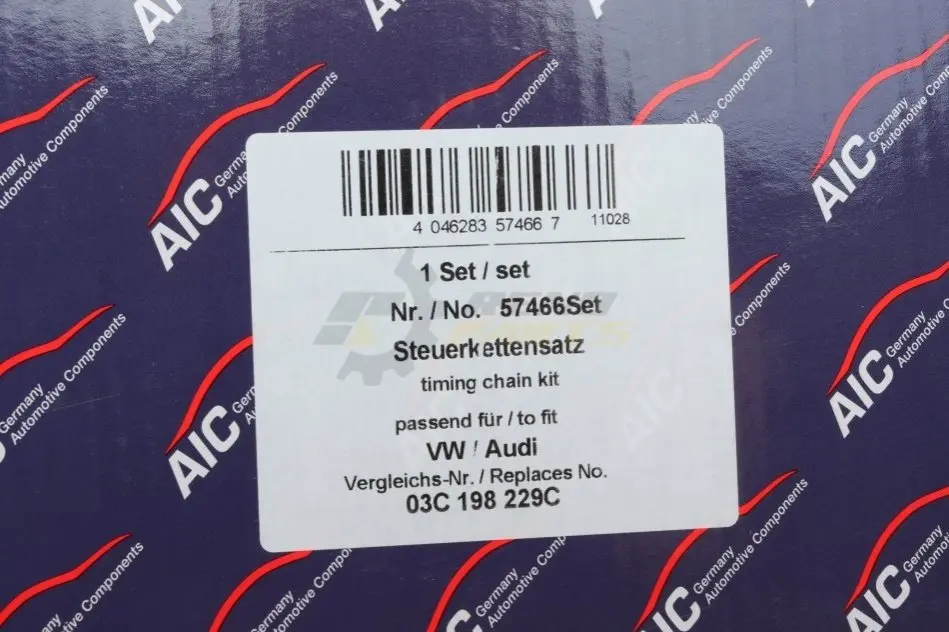 AIC Germany Automotive Components
4 046283 57466 7 11028
1 Set / set
Nr. / No. 57466Set
Steuerkettensatz
timing chain kit
passend für / to fit
VW / Audi
Vergleichs-Nr. / Replaces No.
03C 198 229C